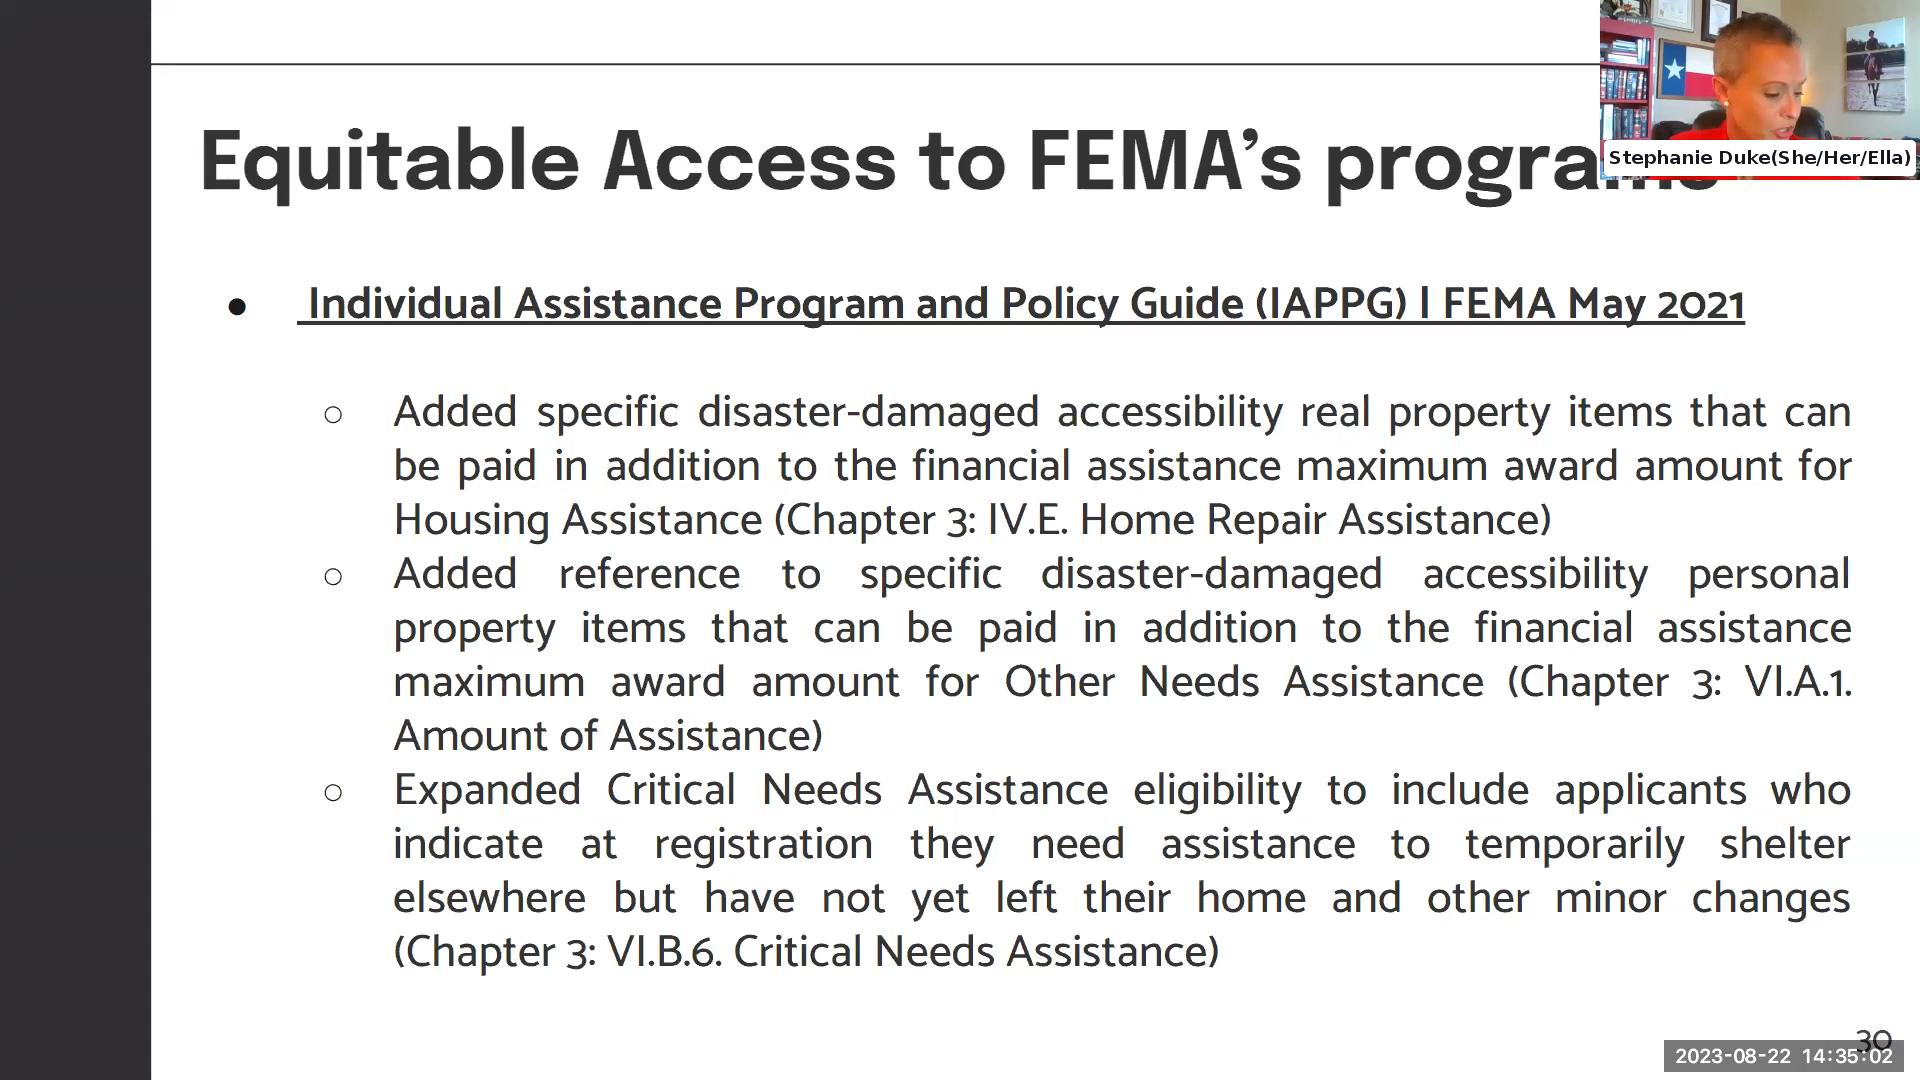 Equitable Access to FEMA’s programs
Stephanie Duke(She/Her/Ella)
● Individual Assistance Program and Policy Guide (IAPPG) | FEMA May 2021
○ Added specific disaster-damaged accessibility real property items that can
be paid in addition to the financial assistance maximum award amount for
Housing Assistance (Chapter 3: IV.E. Home Repair Assistance)
○ Added reference to specific disaster-damaged accessibility personal
property items that can be paid in addition to the financial assistance
maximum award amount for Other Needs Assistance (Chapter 3: VI.A.1.
Amount of Assistance)
○ Expanded Critical Needs Assistance eligibility to include applicants who
indicate at registration they need assistance to temporarily shelter
elsewhere but have not yet left their home and other minor changes
(Chapter 3: VI.B.6. Critical Needs Assistance)
30
2023-08-22 14:35:02